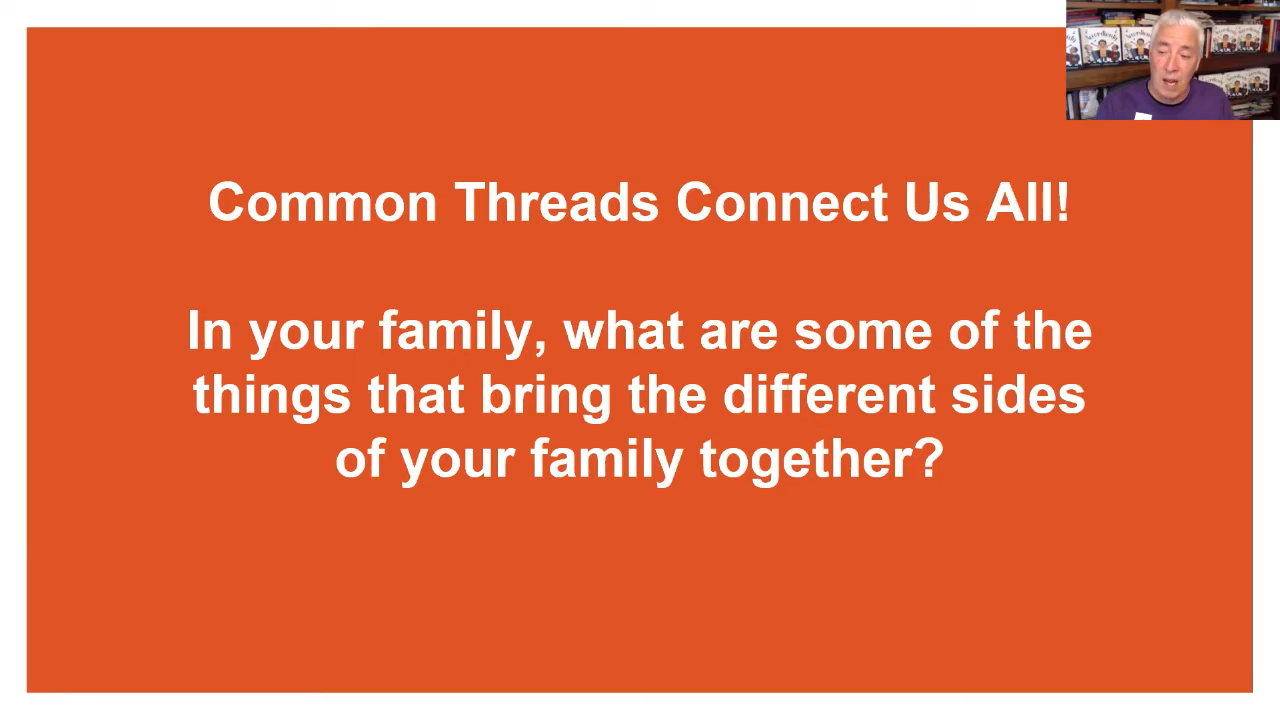 Common Threads Connect Us All!
In your family, what are some of the
things that bring the different sides
of your family together?